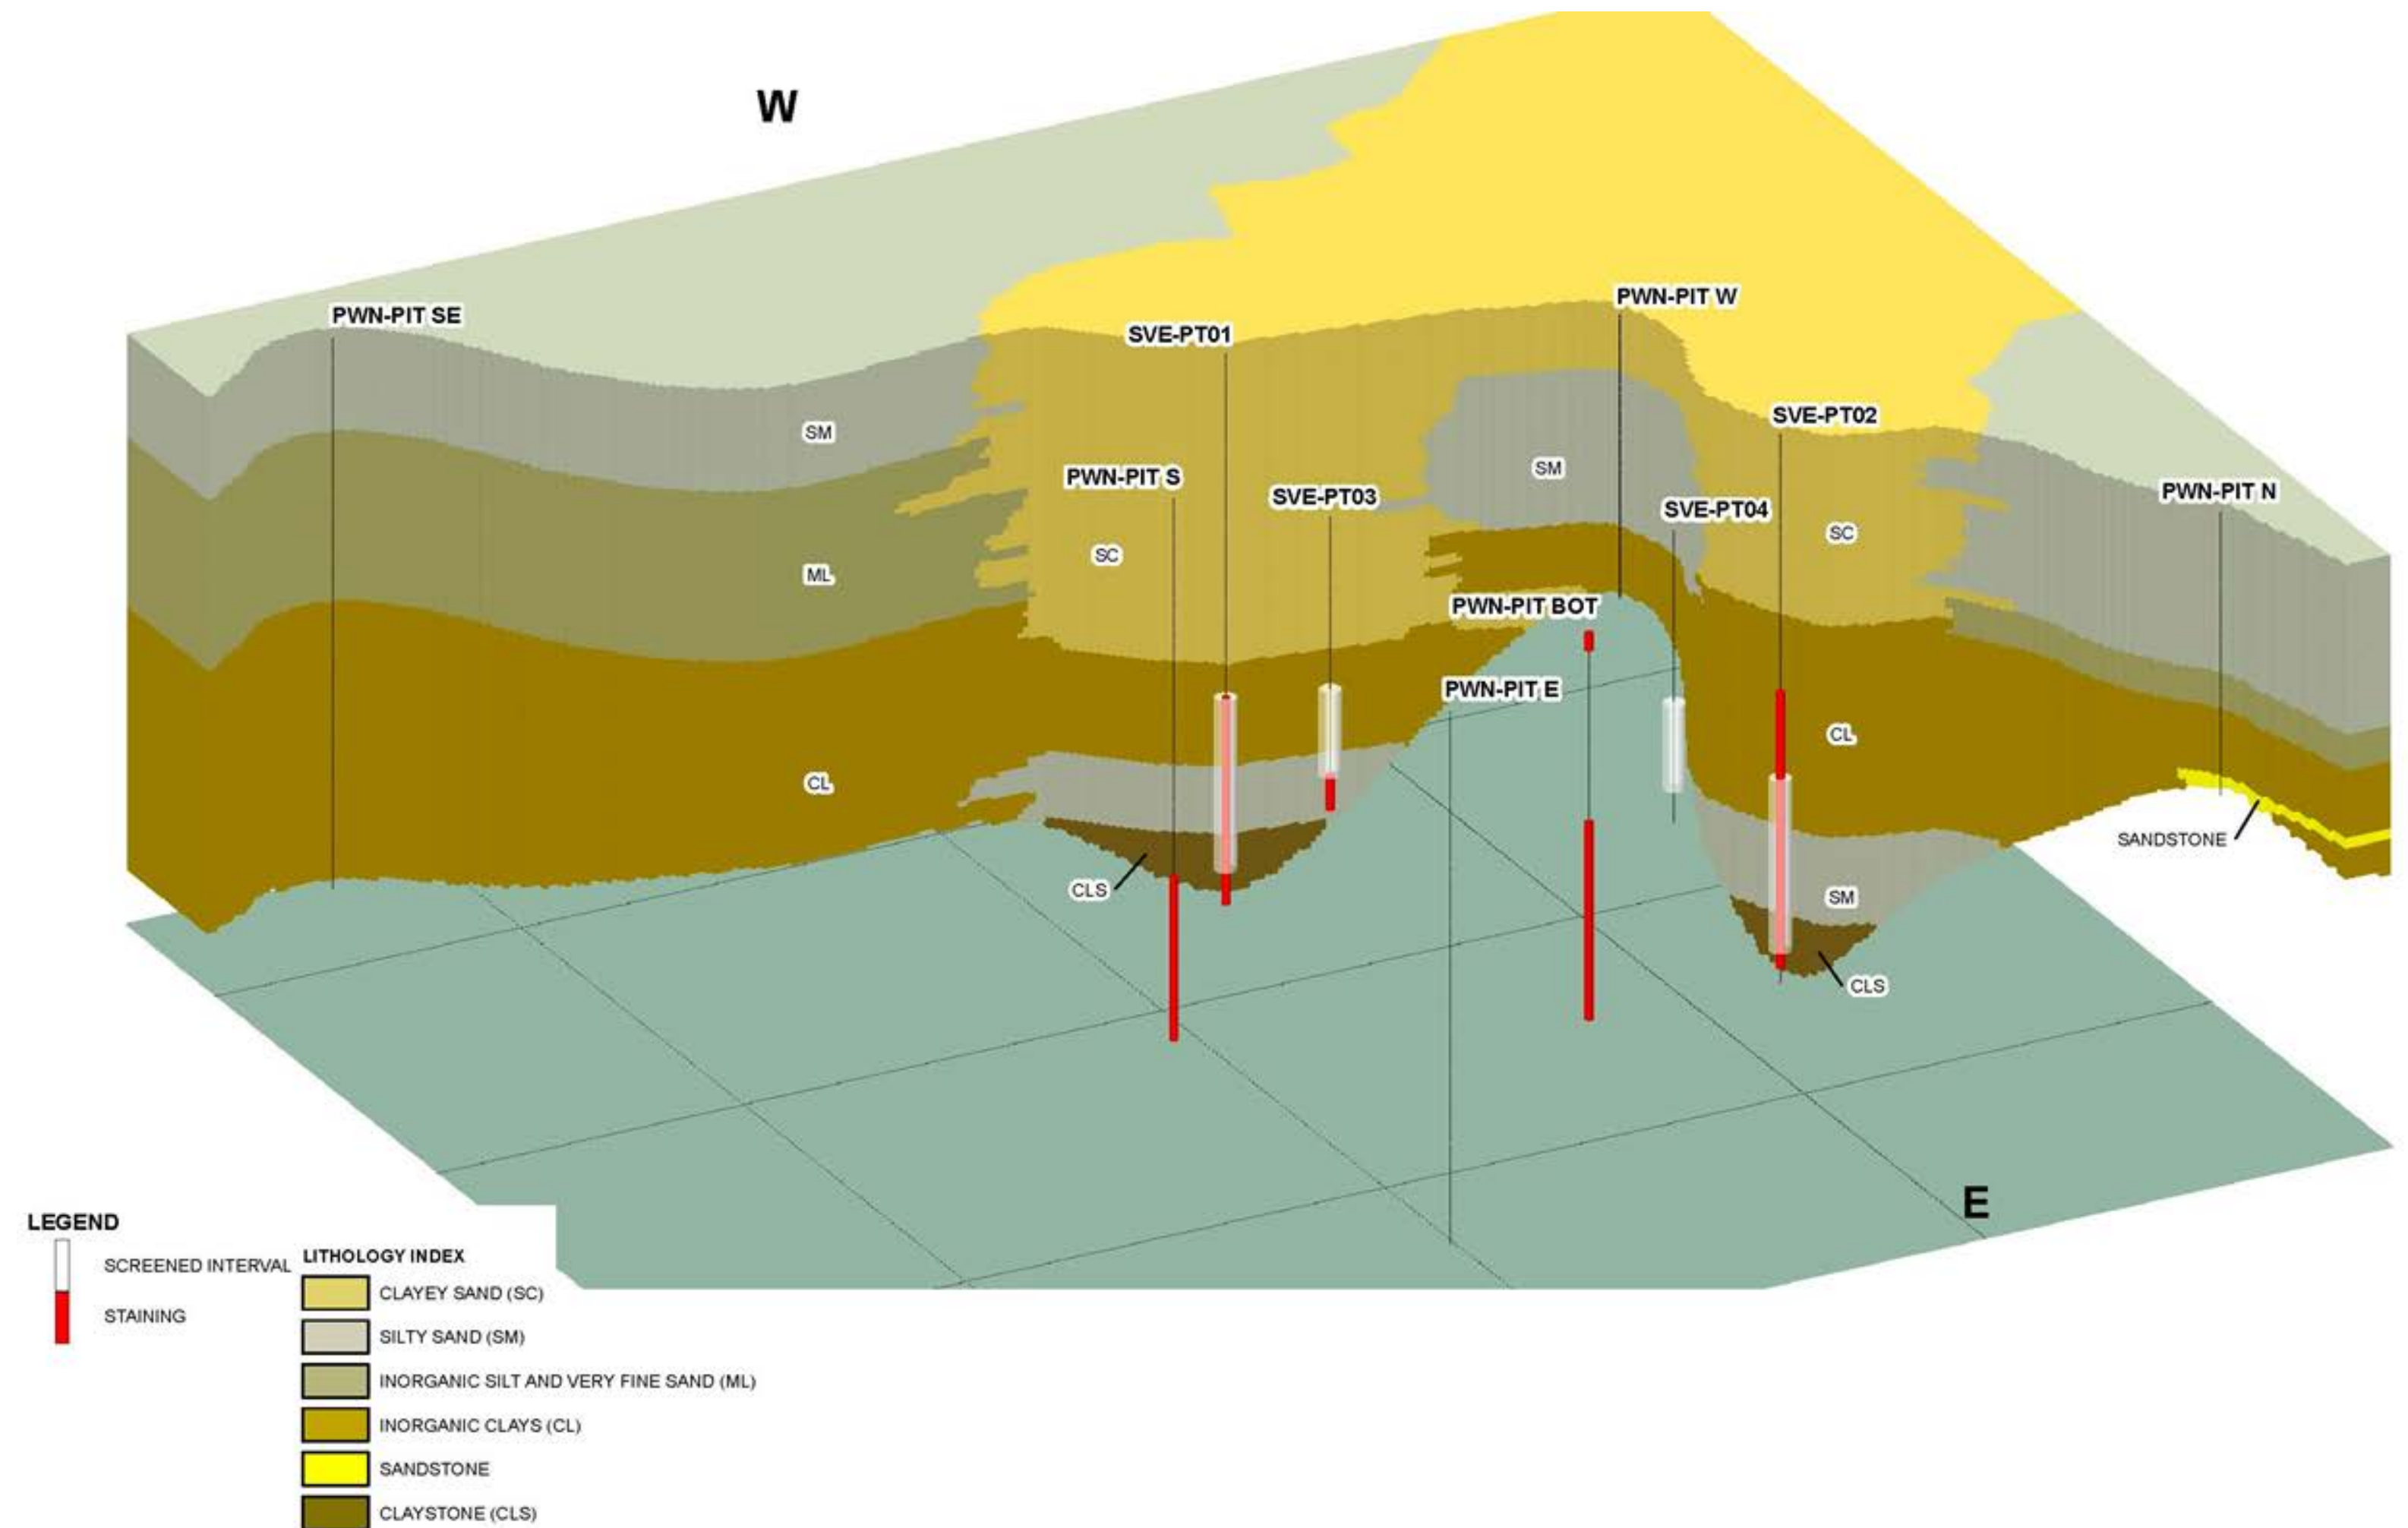 W
PWN-PIT SE
PWN-PIT W
SVE-PT01
SVE-PT02
SM
SM
PWN-PIT S
SVE-PT03
PWN-PIT N
SVE-PT04
SC
SC
ML
PWN-PIT BOT
PWN-PIT E
CL
CL
SANDSTONE
CLS
SM
CLS
E
LEGEND
SCREENED INTERVAL
STAINING
LITHOLOGY INDEX
CLAYEY SAND (SC)
SILTY SAND (SM)
INORGANIC SILT AND VERY FINE SAND (ML)
INORGANIC CLAYS (CL)
SANDSTONE
CLAYSTONE (CLS)